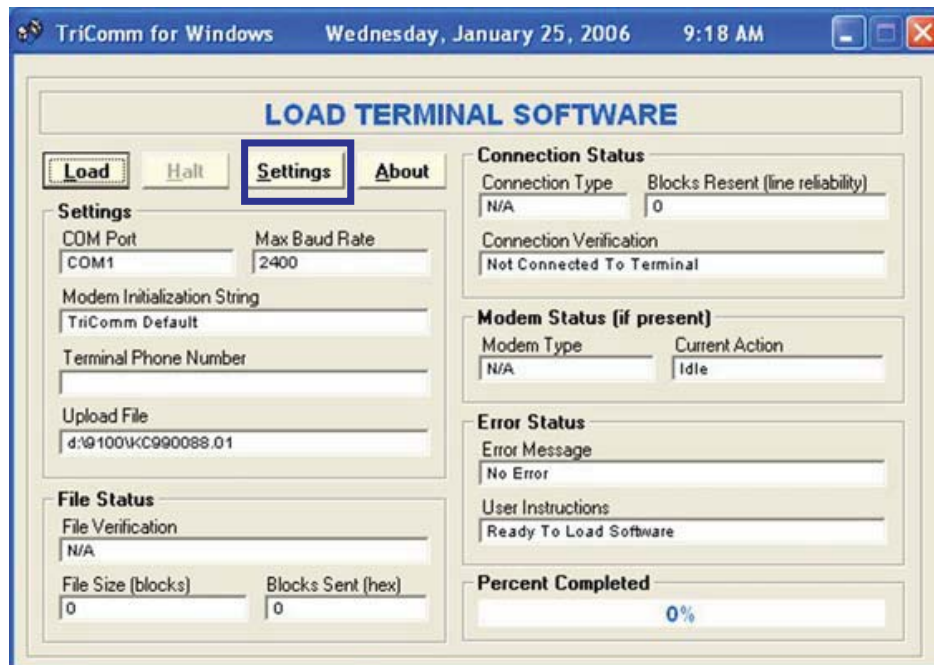 TriComm for Windows Wednesday, January 25, 2006 9:18 AM
LOAD TERMINAL SOFTWARE
Load Halt Settings About
Settings
COM Port Max Baud Rate
COM1 2400
Modem Initialization String
TriComm Default
Terminal Phone Number
Upload File
d:\9100\KC990088.01
File Status
File Verification
N/A
File Size (blocks) Blocks Sent (hex)
0 0
Connection Status
Connection Type Blocks Resent (line reliability)
N/A 0
Connection Verification
Not Connected To Terminal
Modem Status (if present)
Modem Type Current Action
N/A Idle
Error Status
Error Message
No Error
User Instructions
Ready To Load Software
Percent Completed
0%